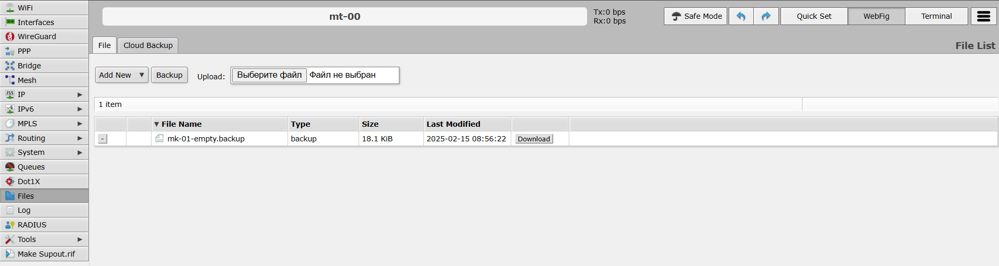 WiFi
Interfaces
WireGuard
PPP
Bridge
Mesh
IP
IPv6
MPLS
Routing
System
Queues
Dot1X
Files
Log
RADIUS
Tools
Make Supout.rif
mt-00
Tx:0 bps
Rx:0 bps
Safe Mode
Quick Set
WebFig
Terminal
File
Cloud Backup
File List
Add New
Backup
Upload:
Выберите файл Файл не выбран
1 item
File Name Type Size Last Modified
- mk-01-empty.backup backup 18.1 KiB 2025-02-15 08:56:22 Download